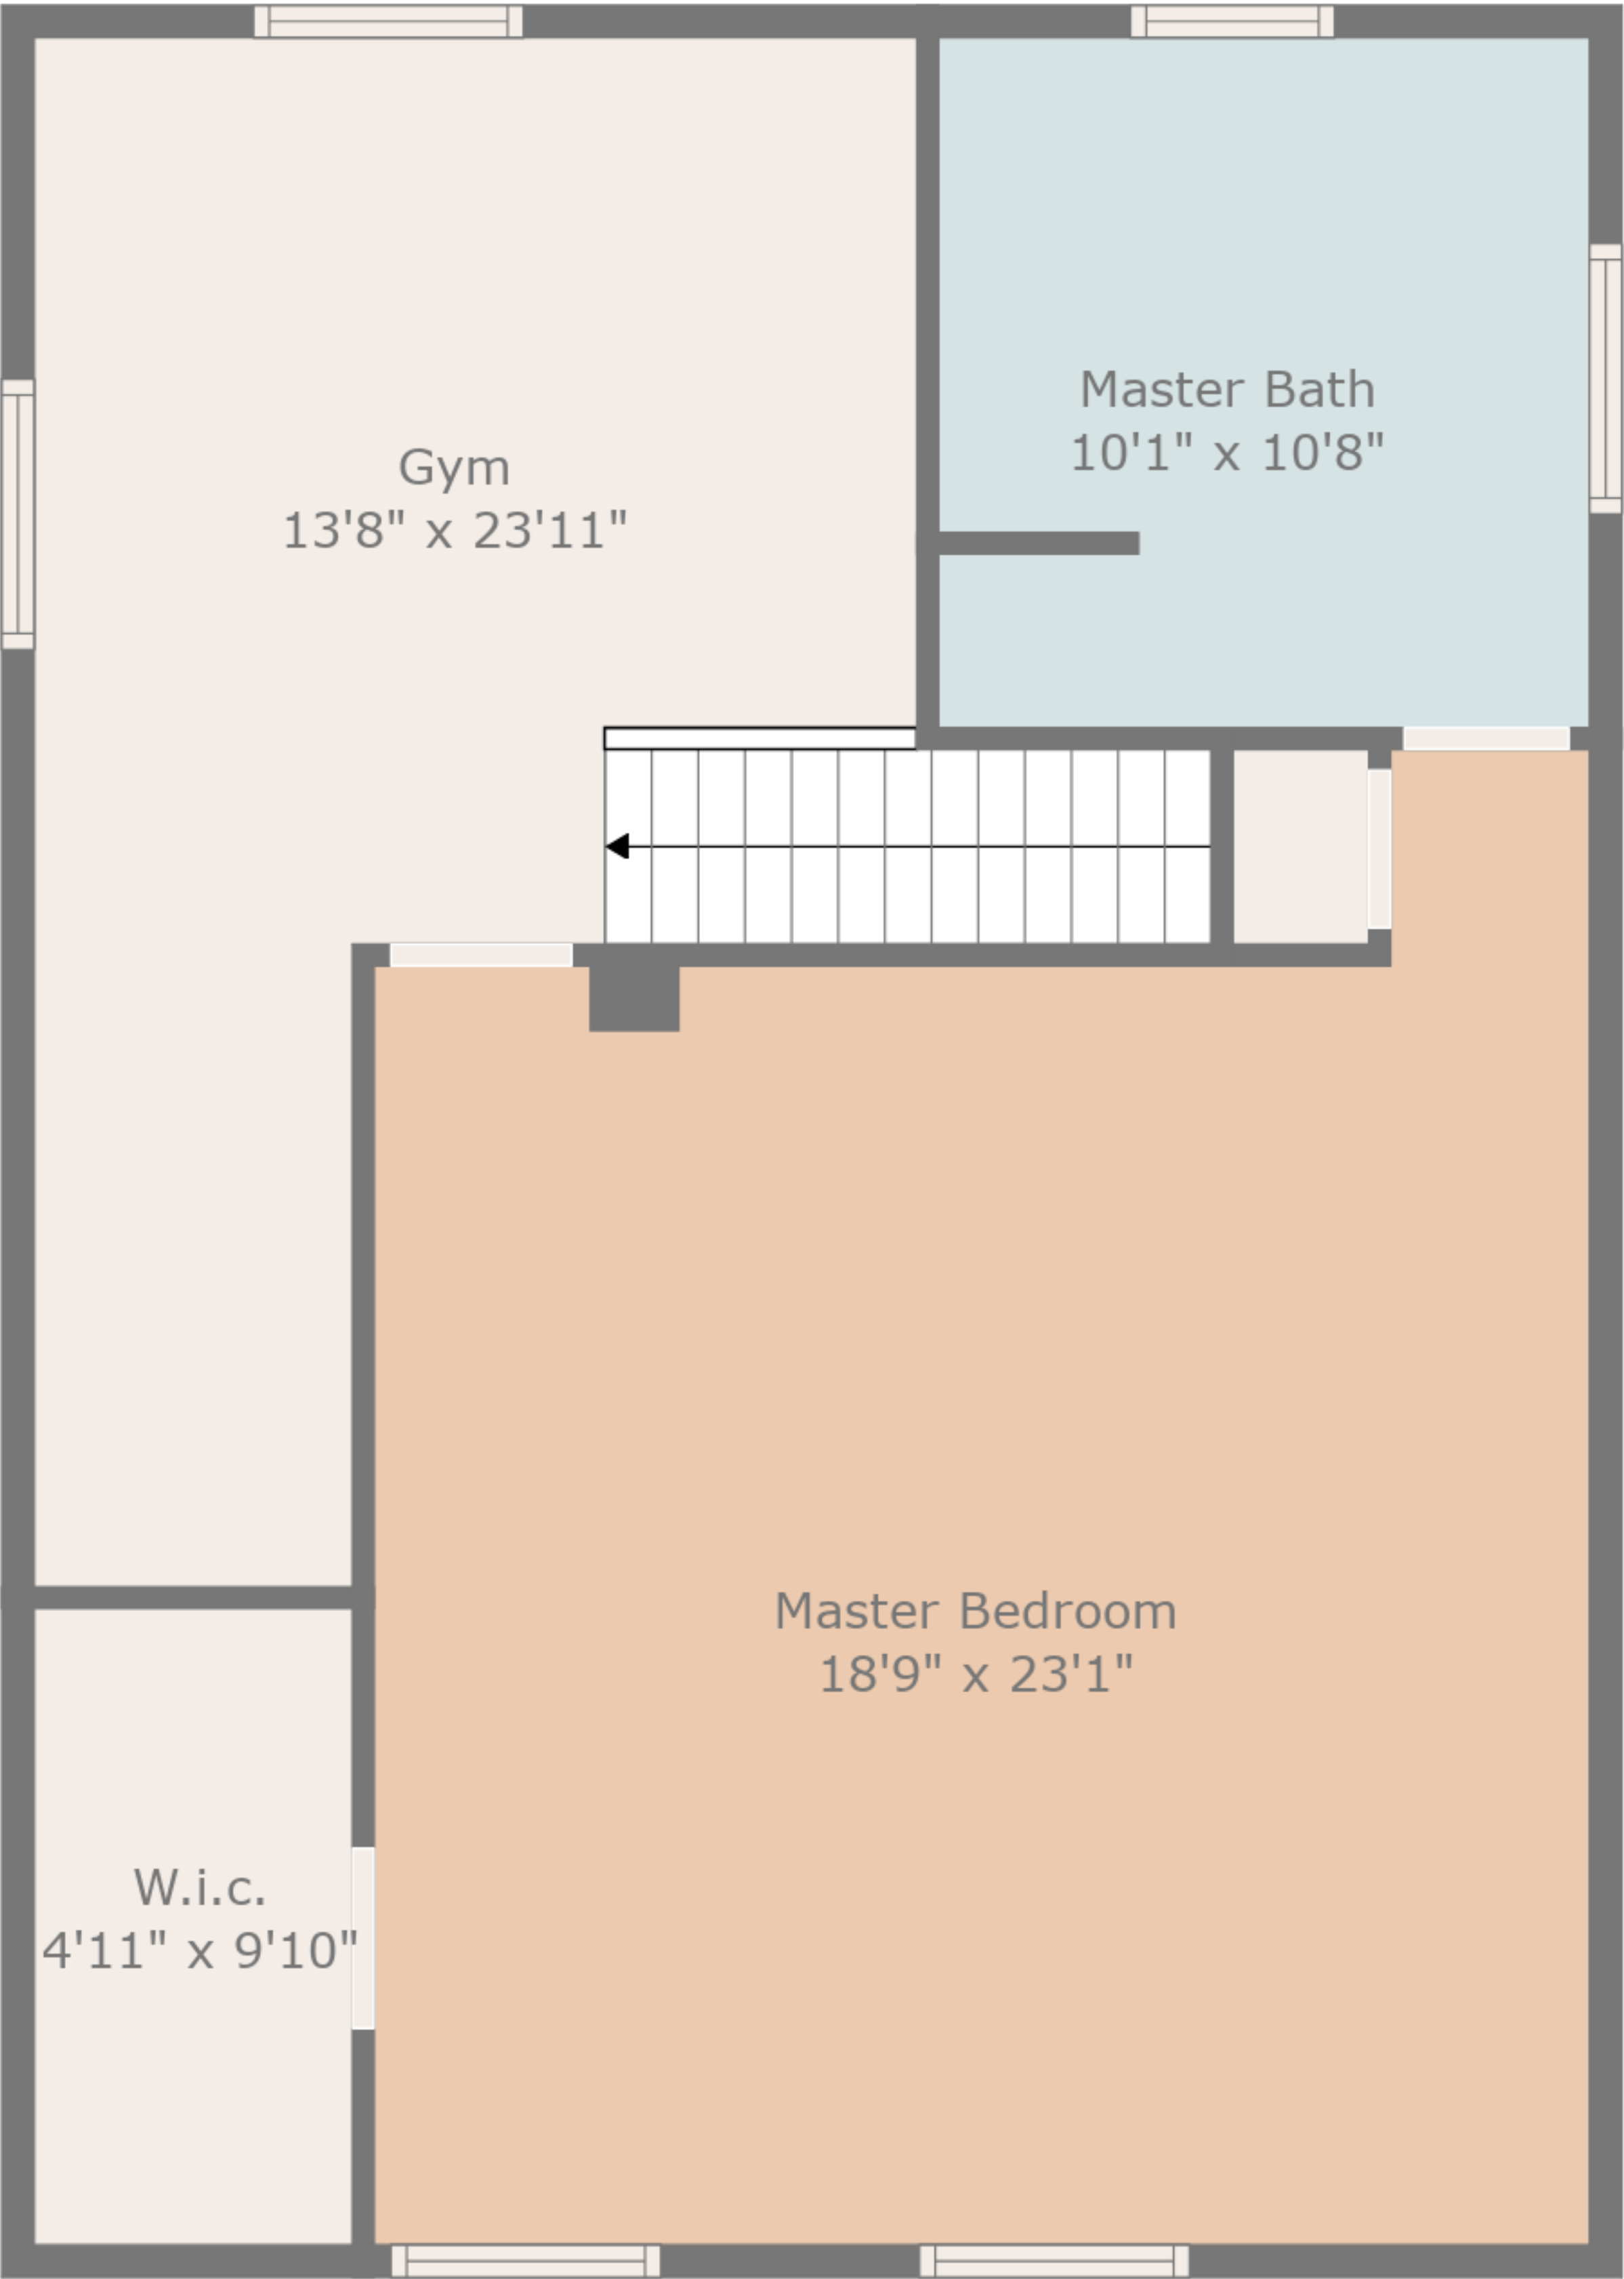 Master Bath
10'1" x 10'8"
Gym
13'8" x 23'11"
Master Bedroom
18'9" x 23'1"
W.i.c.
4'11" x 9'10"